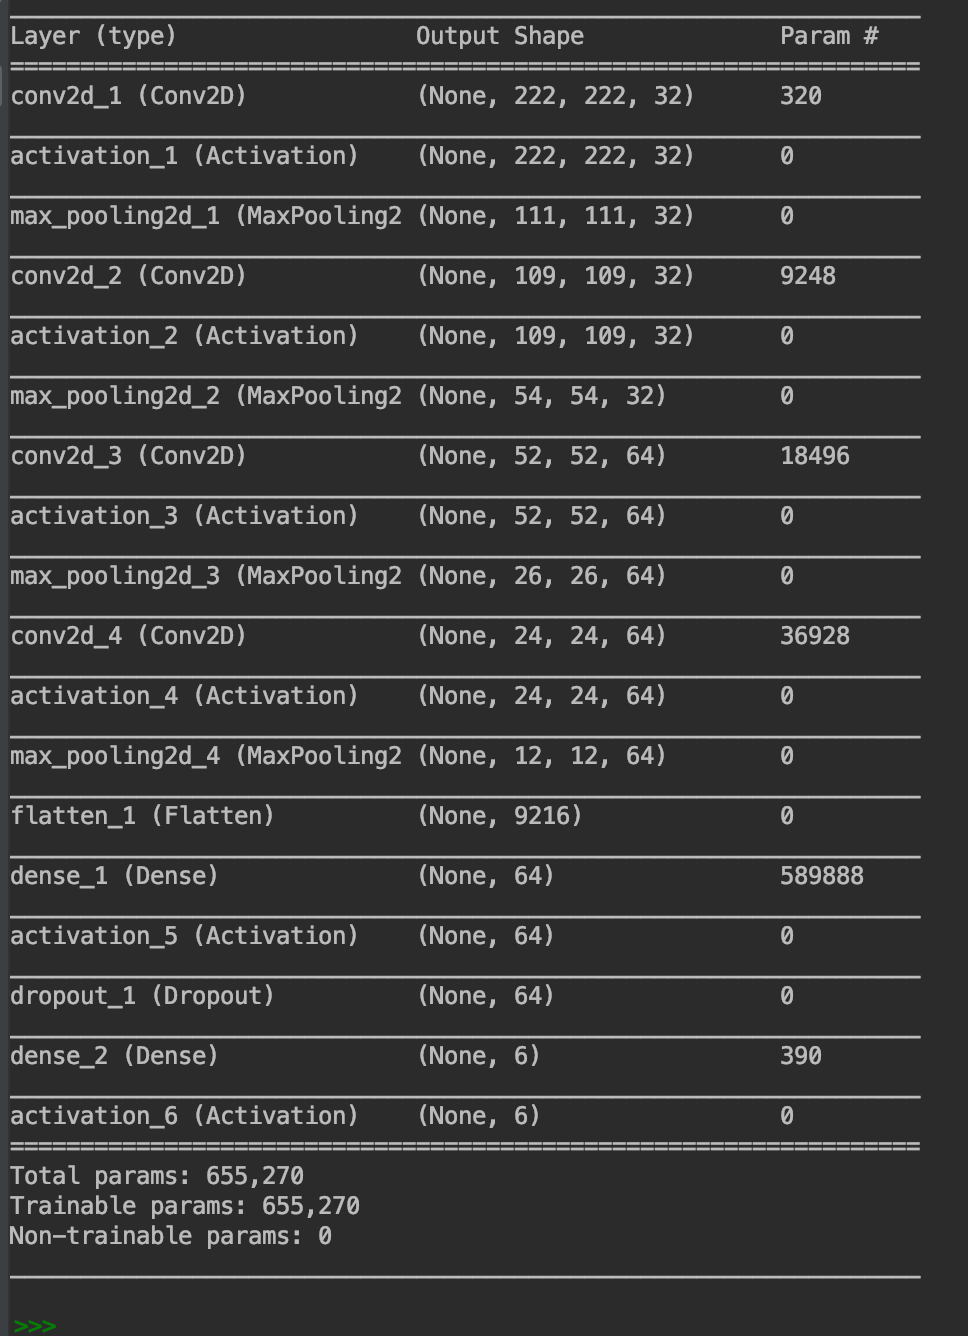 Layer (type) Output Shape Param #
=================================================================
conv2d_1 (Conv2D) (None, 222, 222, 32) 320
activation_1 (Activation) (None, 222, 222, 32) 0
max_pooling2d_1 (MaxPooling2 (None, 111, 111, 32) 0
conv2d_2 (Conv2D) (None, 109, 109, 32) 9248
activation_2 (Activation) (None, 109, 109, 32) 0
max_pooling2d_2 (MaxPooling2 (None, 54, 54, 32) 0
conv2d_3 (Conv2D) (None, 52, 52, 64) 18496
activation_3 (Activation) (None, 52, 52, 64) 0
max_pooling2d_3 (MaxPooling2 (None, 26, 26, 64) 0
conv2d_4 (Conv2D) (None, 24, 24, 64) 36928
activation_4 (Activation) (None, 24, 24, 64) 0
max_pooling2d_4 (MaxPooling2 (None, 12, 12, 64) 0
flatten_1 (Flatten) (None, 9216) 0
dense_1 (Dense) (None, 64) 589888
activation_5 (Activation) (None, 64) 0
dropout_1 (Dropout) (None, 64) 0
dense_2 (Dense) (None, 6) 390
activation_6 (Activation) (None, 6) 0
=================================================================
Total params: 655,270
Trainable params: 655,270
Non-trainable params: 0
>>>